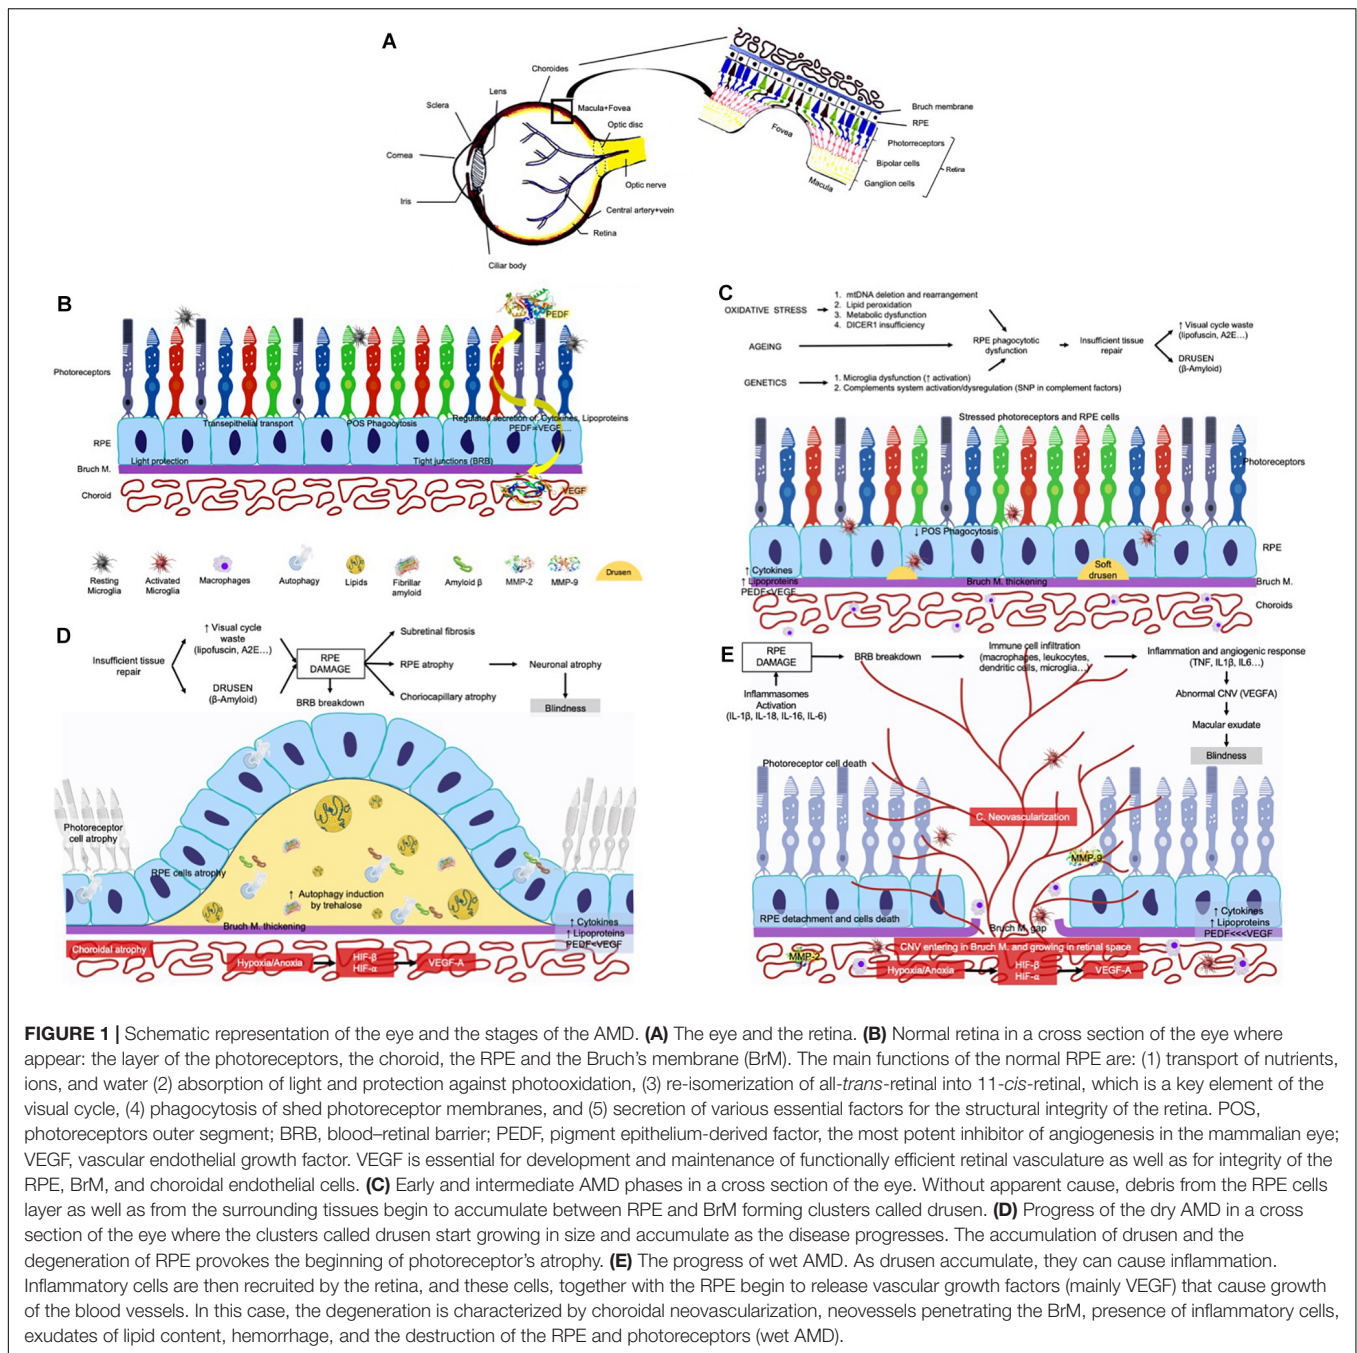 A
Choroides
Lens
Sclera
Macula+Fovea
Optic disc
Cornea
Optic nerve
Iris
Central artery+vein
Retina
Ciliar body
Bruch membrane
RPE
Fovea
Photoreceptors
Bipolar cells
Retina
Macula
Ganglion cells
B
PEDF
Photoreceptors
Transepithelial transport
POS Phagocytosis
Regulated secretion of: Cytokines, Lipoproteins
PEDF≥VEGF....
RPE
Light protection
Tight junctions (BRB)
Bruch M.
Choroid
VEGF
Resting
Microglia
Activated
Microglia
Macrophages
Autophagy
Lipids
Fibrillar
amyloid
Amyloid β
MMP-2
MMP-9
Drusen
C
OXIDATIVE STRESS
1. mtDNA deletion and rearrangement
2. Lipid peroxidation
3. Metabolic dysfunction
4. DICER1 insufficiency
AGEING
RPE phagocytotic
dysfunction
Insufficient tissue
repair
↑ Visual cycle waste
(lipofuscin, A2E...)
DRUSEN
(β-Amyloid)
GENETICS
1. Microglia dysfunction (↑ activation)
2. Complements system activation/dysregulation (SNP in complement factors)
Stressed photoreceptors and RPE cells
Photoreceptors
↓ POS Phagocytosis
RPE
↑ Cytokines
↑ Lipoproteins
PEDF<VEGF
Soft
drusen
Bruch M. thickening
Bruch M.
Choroids
D
Insufficient tissue
repair
↑ Visual cycle
waste
(lipofuscin, A2E...)
DRUSEN
(β-Amyloid)
RPE
DAMAGE
BRB breakdown
Subretinal fibrosis
RPE atrophy
Choriocapillary atrophy
Neuronal atrophy
Blindness
Photoreceptor
cell atrophy
RPE cells atrophy
↑ Autophagy induction
by trehalose
Bruch M. thickening
↑ Cytokines
↑ Lipoproteins
PEDF<VEGF
Choroidal atrophy
Hypoxia/Anoxia
HIF-β
HIF-α
VEGF-A
E
RPE
DAMAGE
Inflammasomes
Activation
(IL-1β, IL-18, IL-16, IL-6)
BRB breakdown
Immune cell infiltration
(macrophages, leukocytes,
dendritic cells, microglia...)
Inflammation and angiogenic response
(TNF, IL1β, IL6...)
Abnormal CNV (VEGFA)
Macular exudate
Blindness
Photoreceptor cell death
C. Neovascularization
MMP-9
RPE detachment and cells death
Bruch M. gap
↑ Cytokines
↑ Lipoproteins
PEDF<<<VEGF
CNV entering in Bruch M. and growing in retinal space
MMP-2
Hypoxia/Anoxia
HIF-β
HIF-α
VEGF-A
FIGURE 1 | Schematic representation of the eye and the stages of the AMD. (A) The eye and the retina. (B) Normal retina in a cross section of the eye where
appear: the layer of the photoreceptors, the choroid, the RPE and the Bruch's membrane (BrM). The main functions of the normal RPE are: (1) transport of nutrients,
ions, and water (2) absorption of light and protection against photooxidation, (3) re-isomerization of all-trans-retinal into 11-cis-retinal, which is a key element of the
visual cycle, (4) phagocytosis of shed photoreceptor membranes, and (5) secretion of various essential factors for the structural integrity of the retina. POS,
photoreceptors outer segment; BRB, blood–retinal barrier; PEDF, pigment epithelium-derived factor, the most potent inhibitor of angiogenesis in the mammalian eye;
VEGF, vascular endothelial growth factor. VEGF is essential for development and maintenance of functionally efficient retinal vasculature as well as for integrity of the
RPE, BrM, and choroidal endothelial cells. (C) Early and intermediate AMD phases in a cross section of the eye. Without apparent cause, debris from the RPE cells
layer as well as from the surrounding tissues begin to accumulate between RPE and BrM forming clusters called drusen. (D) Progress of the dry AMD in a cross
section of the eye where the clusters called drusen start growing in size and accumulate as the disease progresses. The accumulation of drusen and the
degeneration of RPE provokes the beginning of photoreceptor's atrophy. (E) The progress of wet AMD. As drusen accumulate, they can cause inflammation.
Inflammatory cells are then recruited by the retina, and these cells, together with the RPE begin to release vascular growth factors (mainly VEGF) that cause growth
of the blood vessels. In this case, the degeneration is characterized by choroidal neovascularization, neovessels penetrating the BrM, presence of inflammatory cells,
exudates of lipid content, hemorrhage, and the destruction of the RPE and photoreceptors (wet AMD).